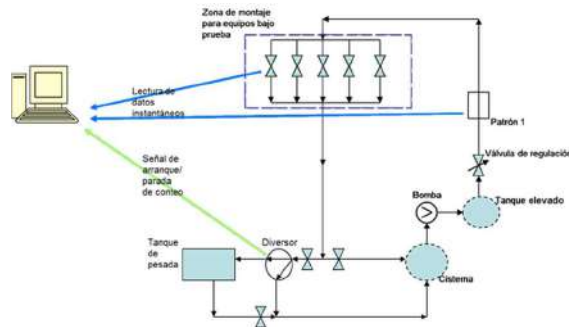 Zona de montaje
para equipos bajo
prueba
Lectura de
datos
instantáneos
Patrón 1
Señal de
arranque/
parada
de conteo
Válvula de regulación
Bomba
Tanque elevado
Tanque
de
pesada
Diversor
Cisterna